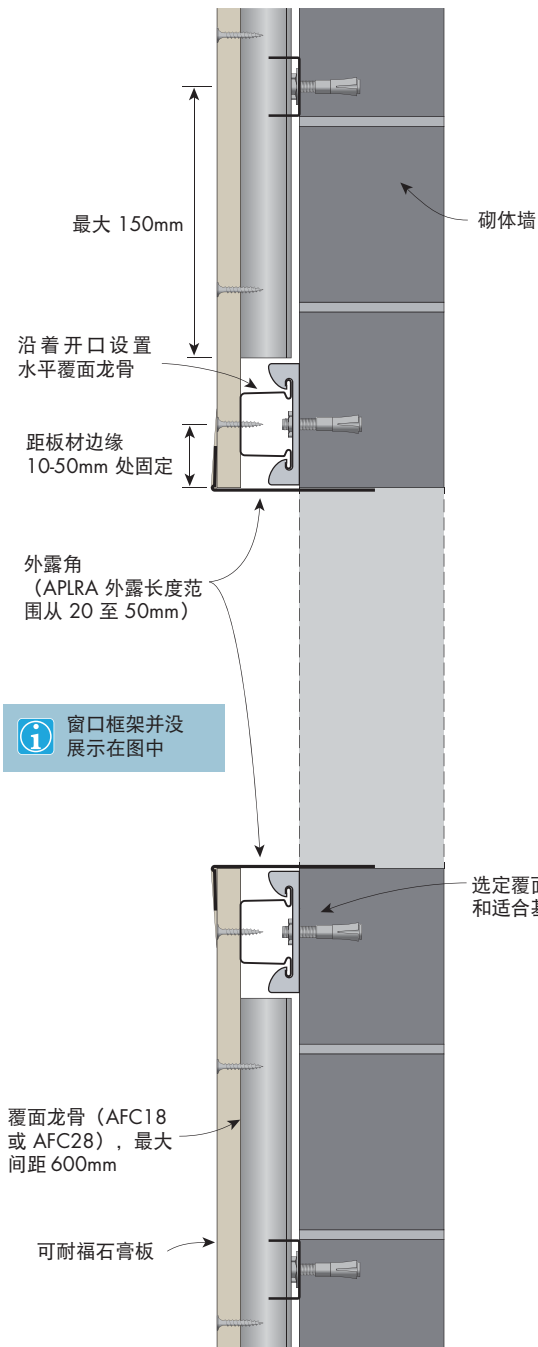 最大 150mm
砌体墙
沿着开口设置
水平覆面龙骨
距板材边缘
10-50mm 处固定
外露角
（APLRA 外露长度范
围从 20 至 50mm）
窗口框架并没
展示在图中
选定覆面
和适合
覆面龙骨（AFC18
或 AFC28），最大
间距 600mm
可耐福石膏板